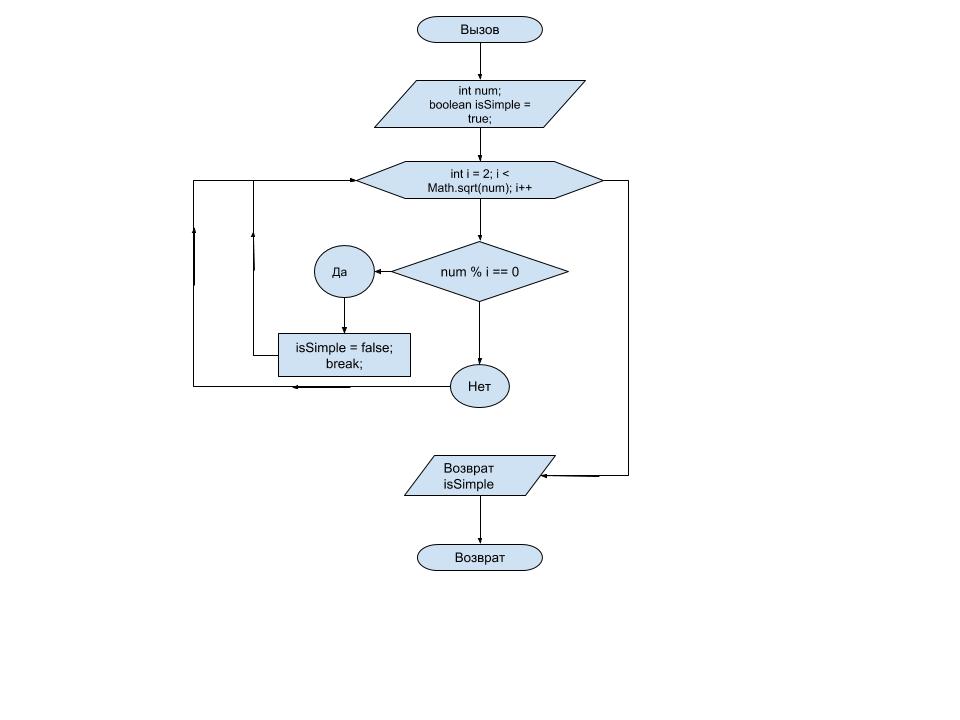 Вызов
int num;
boolean isSimple =
true;
int i = 2; i <
Math.sqrt(num); i++
num % i == 0
Да
isSimple = false;
break;
Нет
Возврат
isSimple
Возврат